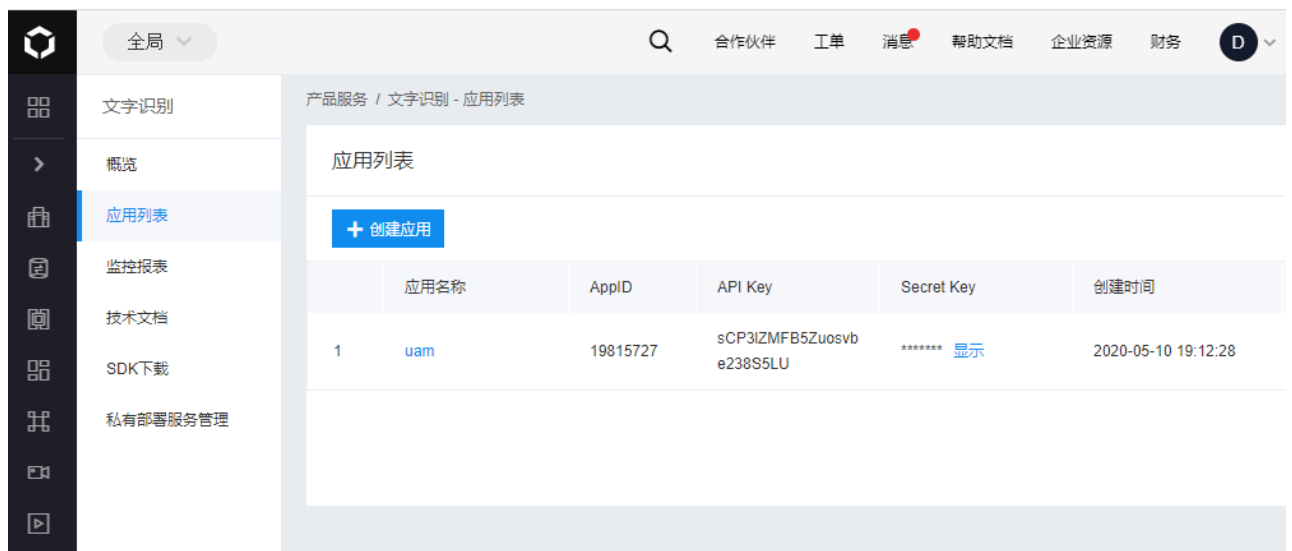 全局
合作伙伴 工单 消息 帮助文档 企业资源 财务 D
文字识别
概览
应用列表
监控报表
技术文档
SDK下载
私有部署服务管理
产品服务 / 文字识别 - 应用列表
应用列表
+ 创建应用
应用名称 AppID API Key Secret Key 创建时间
1 uam 19815727 sCP3lZMFB5Zuosvb ******* 显示 2020-05-10 19:12:28
e238S5LU